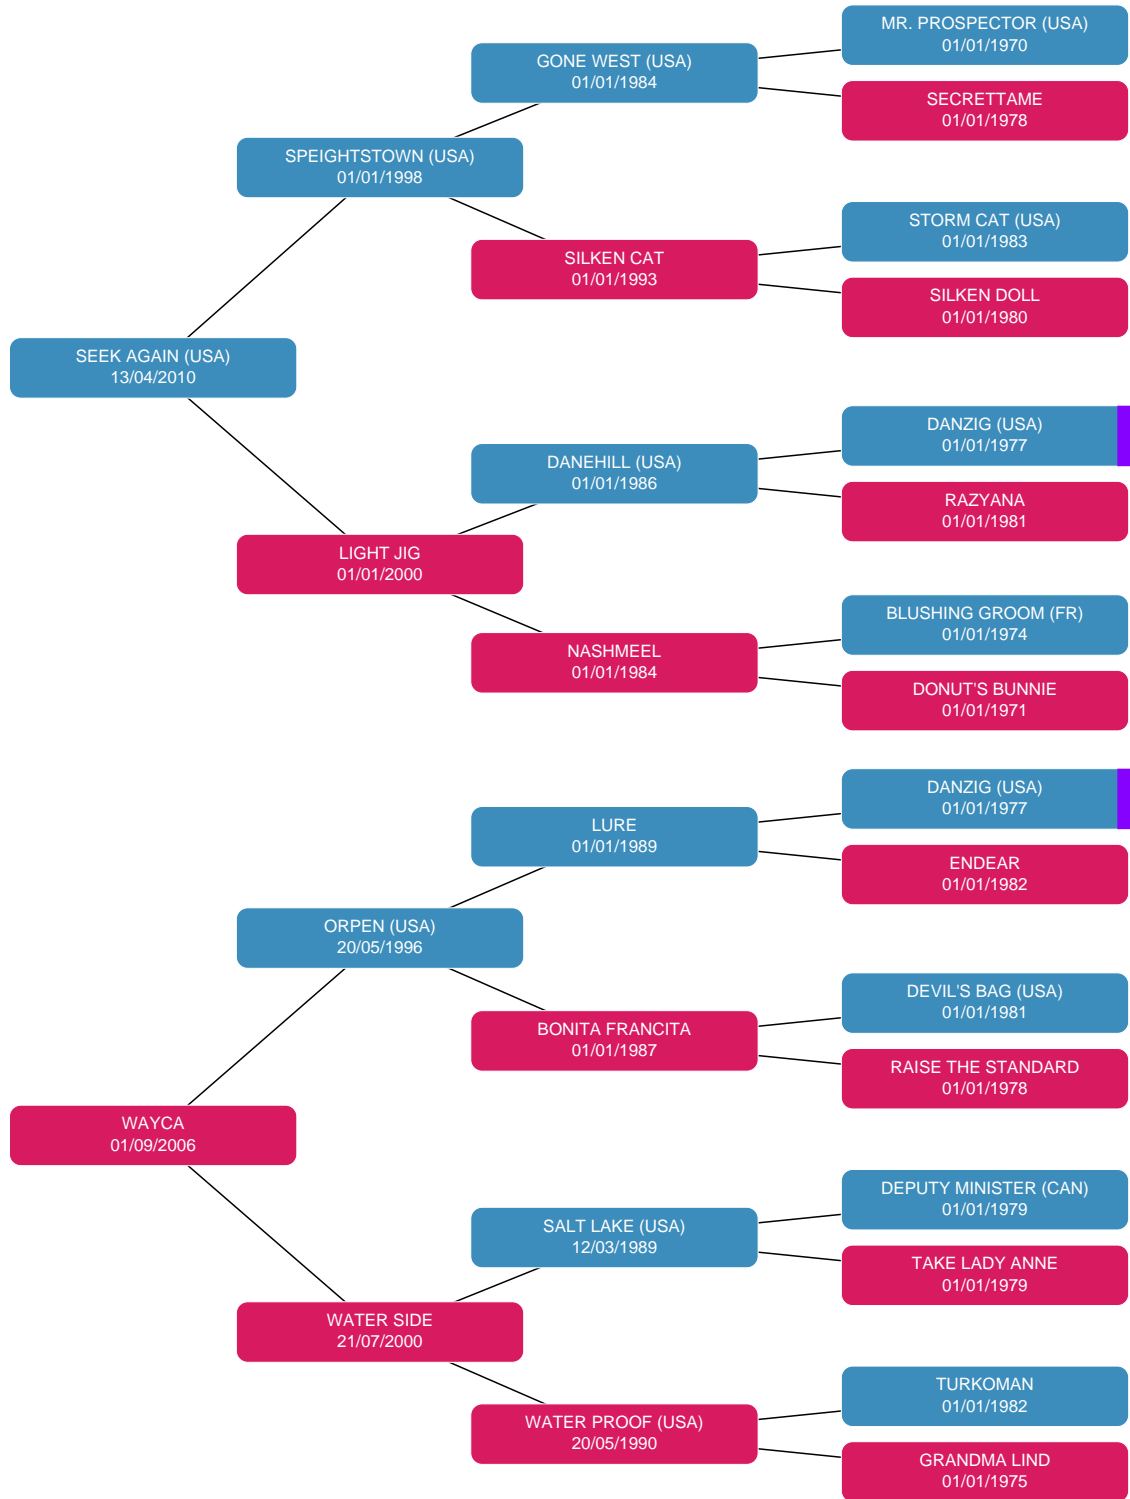 MR. PROSPECTOR (USA)
01/01/1970
GONE WEST (USA)
01/01/1984
SECRETTAME
01/01/1978
SPEIGHTSTOWN (USA)
01/01/1998
STORM CAT (USA)
01/01/1983
SILKEN CAT
01/01/1993
SILKEN DOLL
01/01/1980
SEEK AGAIN (USA)
13/04/2010
DANZIG (USA)
01/01/1977
DANEHILL (USA)
01/01/1986
RAZYANA
01/01/1981
LIGHT JIG
01/01/2000
BLUSHING GROOM (FR)
01/01/1974
NASHMEEL
01/01/1984
DONUT'S BUNNIE
01/01/1971
DANZIG (USA)
01/01/1977
LURE
01/01/1989
ENDEAR
01/01/1982
ORPEN (USA)
20/05/1996
DEVIL'S BAG (USA)
01/01/1981
BONITA FRANCITA
01/01/1987
RAISE THE STANDARD
01/01/1978
WAYCA
01/09/2006
DEPUTY MINISTER (CAN)
01/01/1979
SALT LAKE (USA)
12/03/1989
TAKE LADY ANNE
01/01/1979
WATER SIDE
21/07/2000
TURKOMAN
01/01/1982
WATER PROOF (USA)
20/05/1990
GRANDMA LIND
01/01/1975